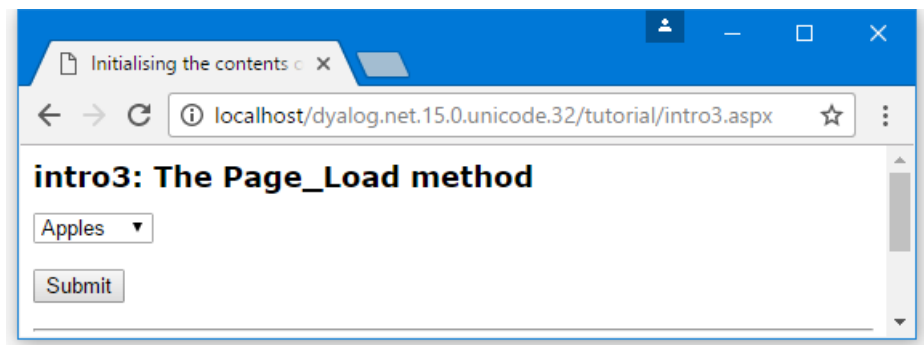 Initialising the contents o
localhost/dyalog.net.15.0.unicode.32/tutorial/intro3.aspx
intro3: The Page_Load method
Apples
Submit